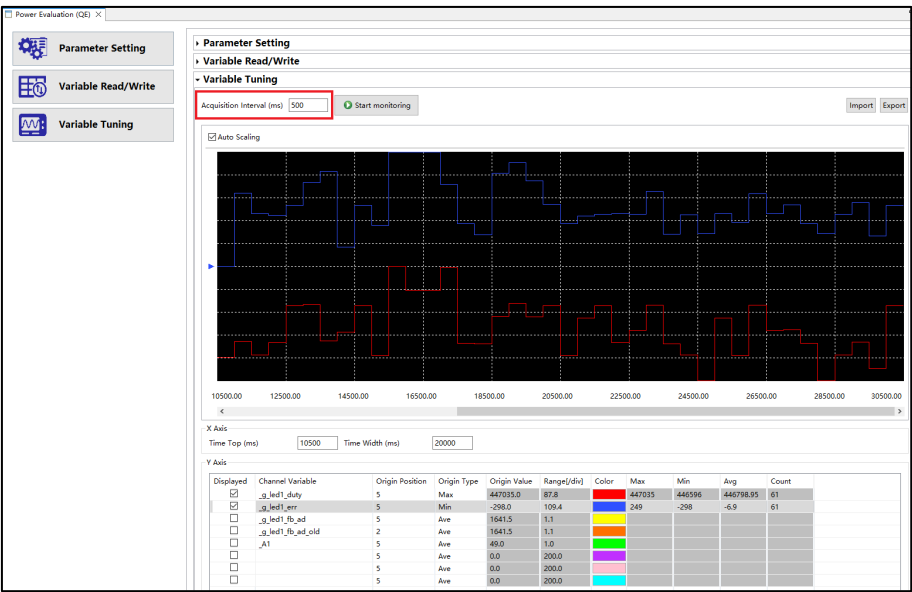 Power Evaluation (QE)
Parameter Setting
Variable Read/Write
Variable Tuning
Parameter Setting
Variable Read/Write
Variable Tuning
Acquisition Interval (ms) 500 Start monitoring Import Export
Auto Scaling
10500.00 12500.00 14500.00 16500.00 18500.00 20500.00 22500.00 24500.00 26500.00 28500.00 30500.00
X Axis
Time Top (ms) 10500 Time Width (ms) 20000
Y Axis
Displayed Channel Variable Origin Position Origin Type Origin Value Range[/div] Color Max Min Avg Count
_g_led1_duty 5 Max 447035.0 87.8 447035 446596 446798.95 61
_g_led1_err 5 Min -298.0 109.4 249 -298 -6.9 61
_g_led1_fb_ad 5 Ave 1641.5 1.1
_g_led1_fb_ad_old 2 Ave 1641.5 1.1
_A1 5 Ave 49.0 1.0
5 Ave 0.0 200.0
5 Ave 0.0 200.0
5 Ave 0.0 200.0